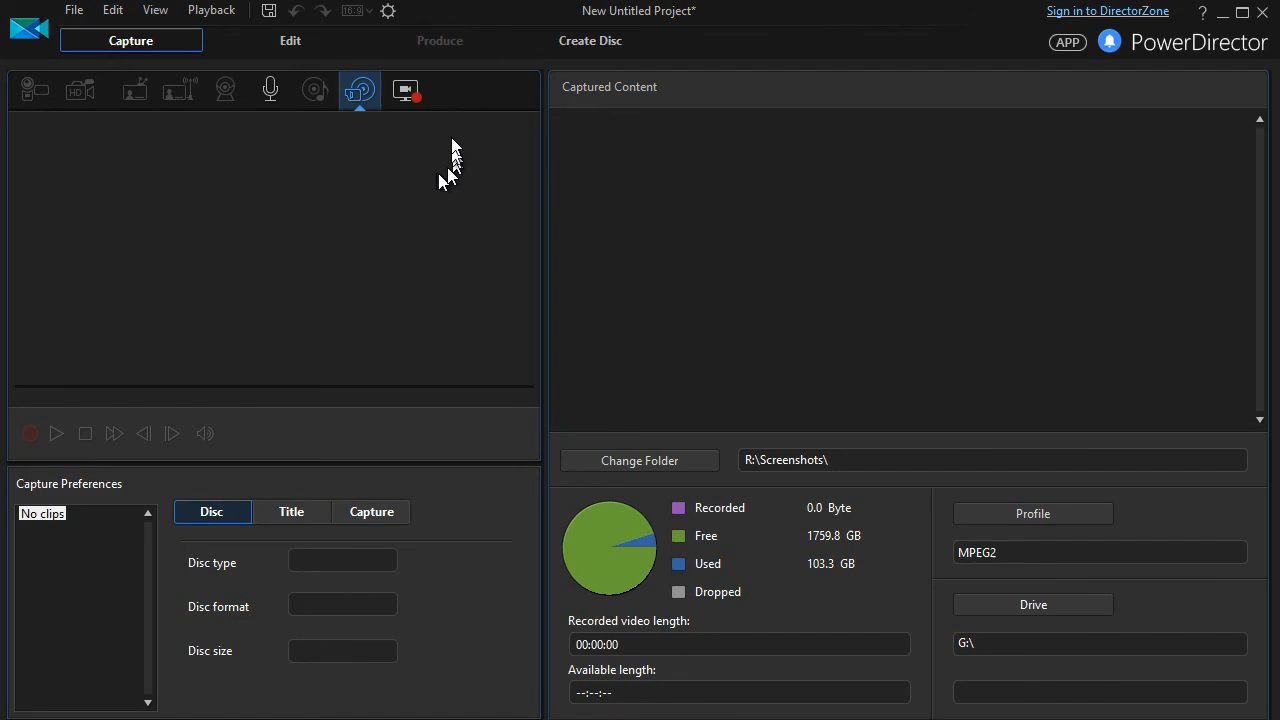 File Edit View Playback 16:9 New Untitled Project* Sign in to DirectorZone ?
Capture Edit Produce Create Disc APP PowerDirector
HD
Captured Content
Change Folder R:\Screenshots\
Capture Preferences
No clips
Disc Title Capture
Disc type
Disc format
Disc size
Recorded 0.0 Byte
Free 1759.8 GB
Used 103.3 GB
Dropped
Recorded video length:
00:00:00
Available length:
--:--:--
Profile
MPEG2
Drive
G:\